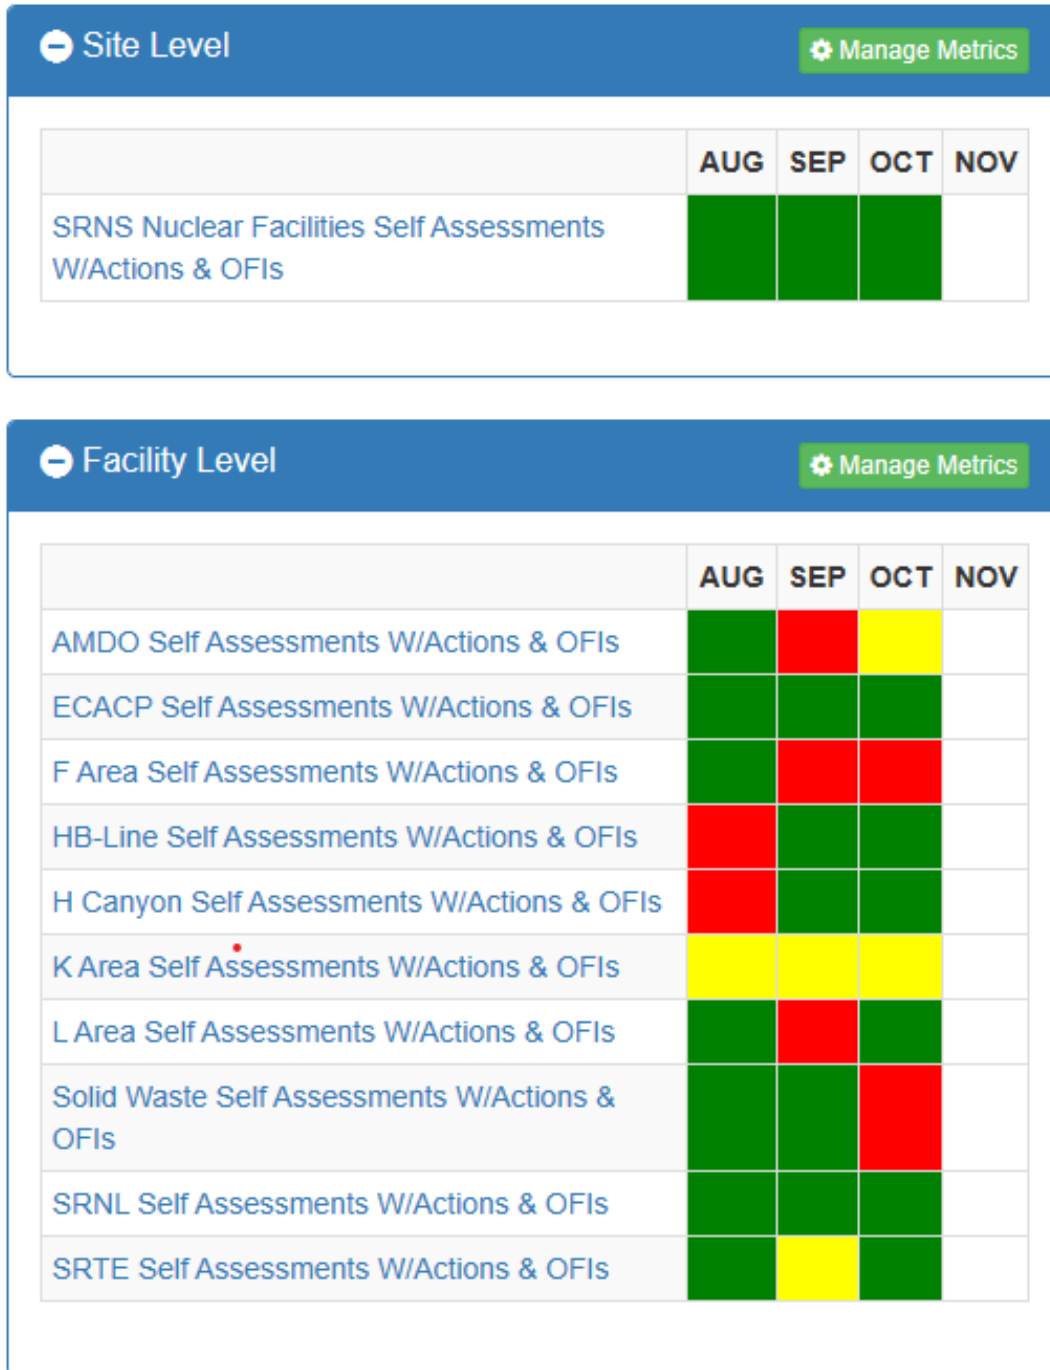 Site Level
Manage Metrics
AUG SEP OCT NOV
SRNS Nuclear Facilities Self Assessments
W/Actions & OFIs
Facility Level
Manage Metrics
AUG SEP OCT NOV
AMDO Self Assessments W/Actions & OFIs
ECACP Self Assessments W/Actions & OFIs
F Area Self Assessments W/Actions & OFIs
HB-Line Self Assessments W/Actions & OFIs
H Canyon Self Assessments W/Actions & OFIs
K Area Self Assessments W/Actions & OFIs
L Area Self Assessments W/Actions & OFIs
Solid Waste Self Assessments W/Actions &
OFIs
SRNL Self Assessments W/Actions & OFIs
SRTE Self Assessments W/Actions & OFIs